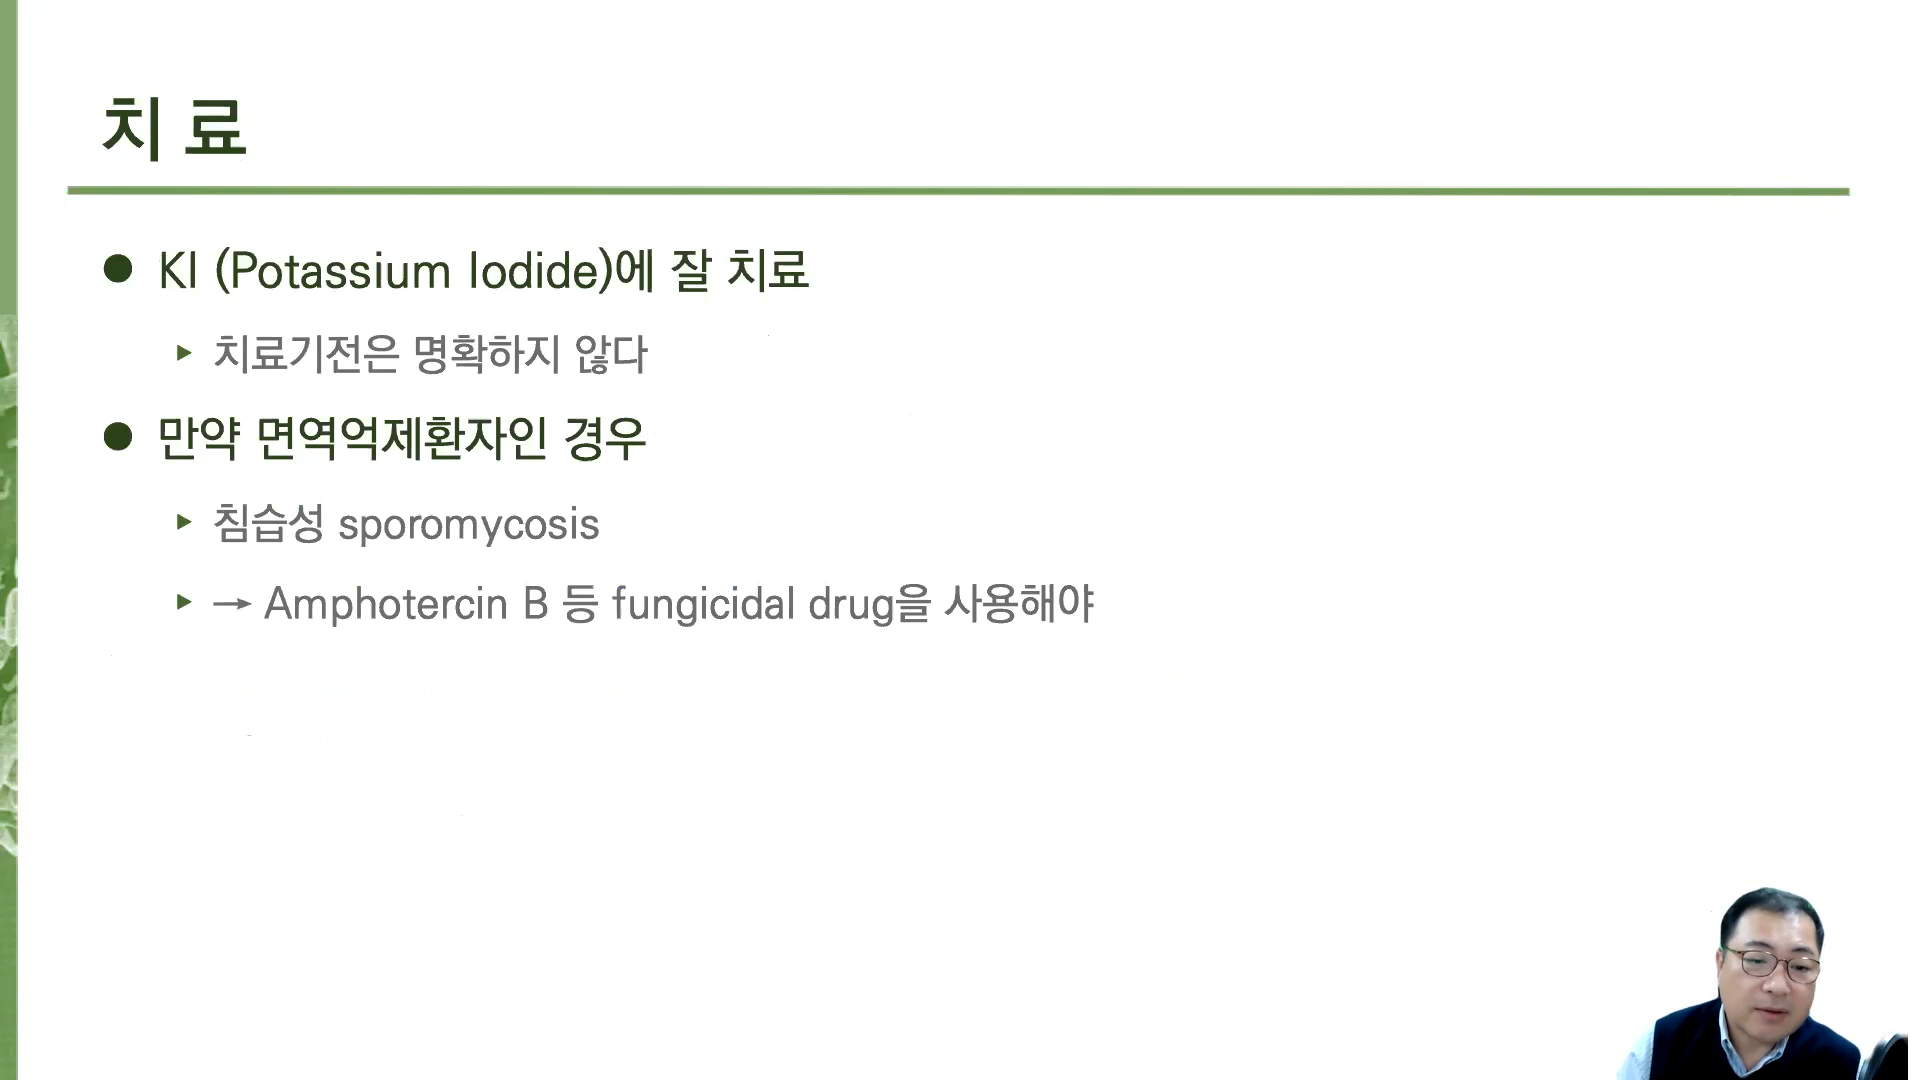 치 료
● KI (Potassium Iodide)에 잘 치료
▸ 치료기전은 명확하지 않다
● 만약 면역억제환자인 경우
▸ 침습성 sporomycosis
▸ → Amphotercin B 등 fungicidal drug을 사용해야